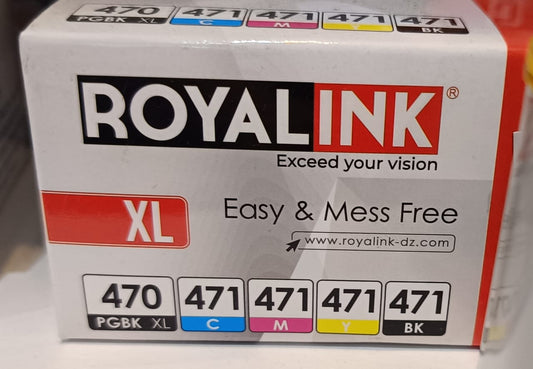 470 471 471 471 471
PGBK XL C M Y BK
ROYALINK®
Exceed your vision
XL
Easy & Mess Free
www.royalink-dz.com
470 471 471 471 471
PGBK XL C M Y BK